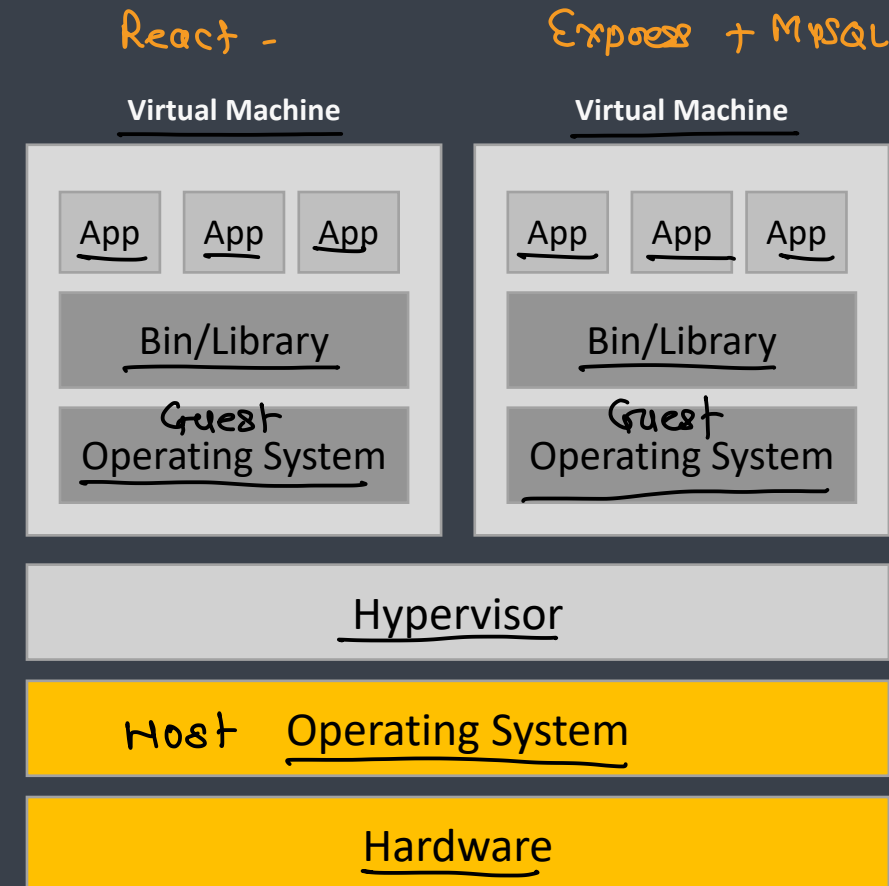 React - Express + MySQL
Virtual Machine Virtual Machine
App App App App App App
Bin/Library Bin/Library
Guest Guest
Operating System Operating System
Hypervisor
Host Operating System
Hardware